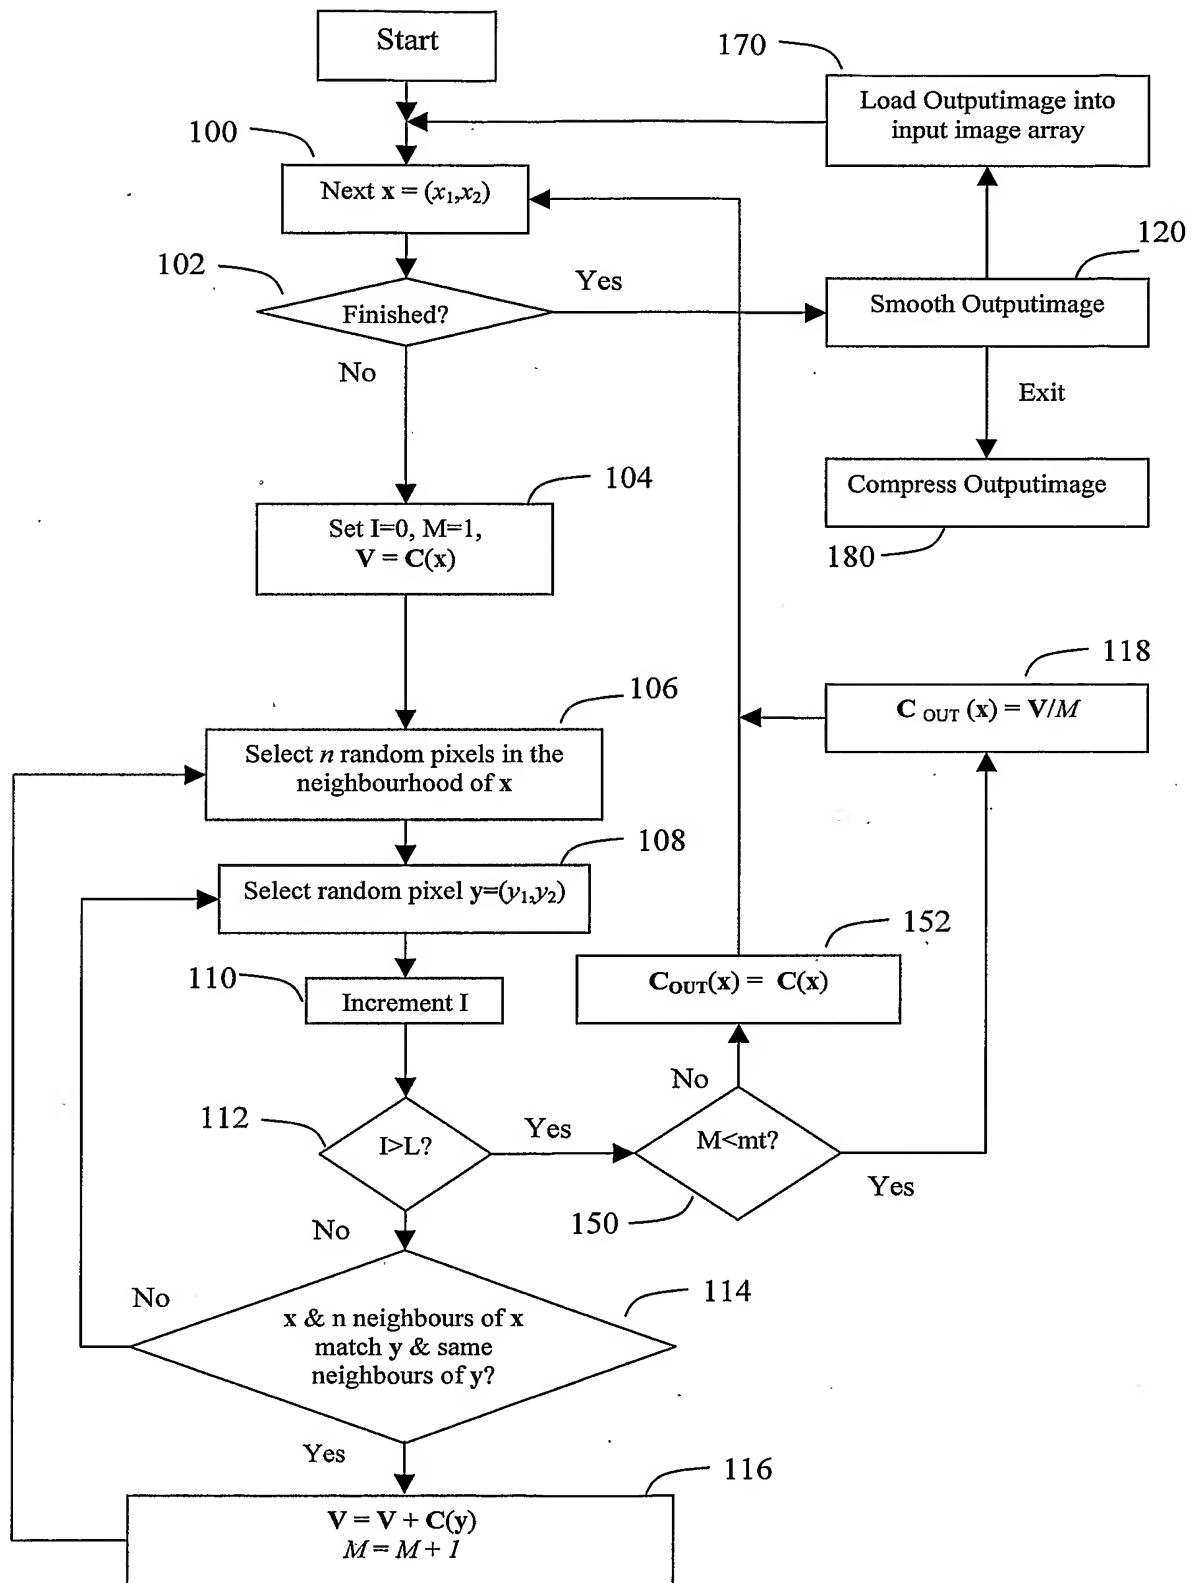 Start
170
Load Outputimage into
input image array
100
Next x = (x₁,x₂)
120
102
Finished?
Yes
Smooth Outputimage
No
Exit
104
Set I=0, M=1,
V = C(x)
Compress Outputimage
180
106
Select n random pixels in the
neighbourhood of x
118
C OUT (x) = V/M
108
Select random pixel y=(y₁,y₂)
152
C_OUT(x) = C(x)
110
Increment I
112
I>L?
Yes
No
M<mt?
Yes
150
No
No
114
x & n neighbours of x
match y & same
neighbours of y?
Yes
116
V = V + C(y)
M = M + 1